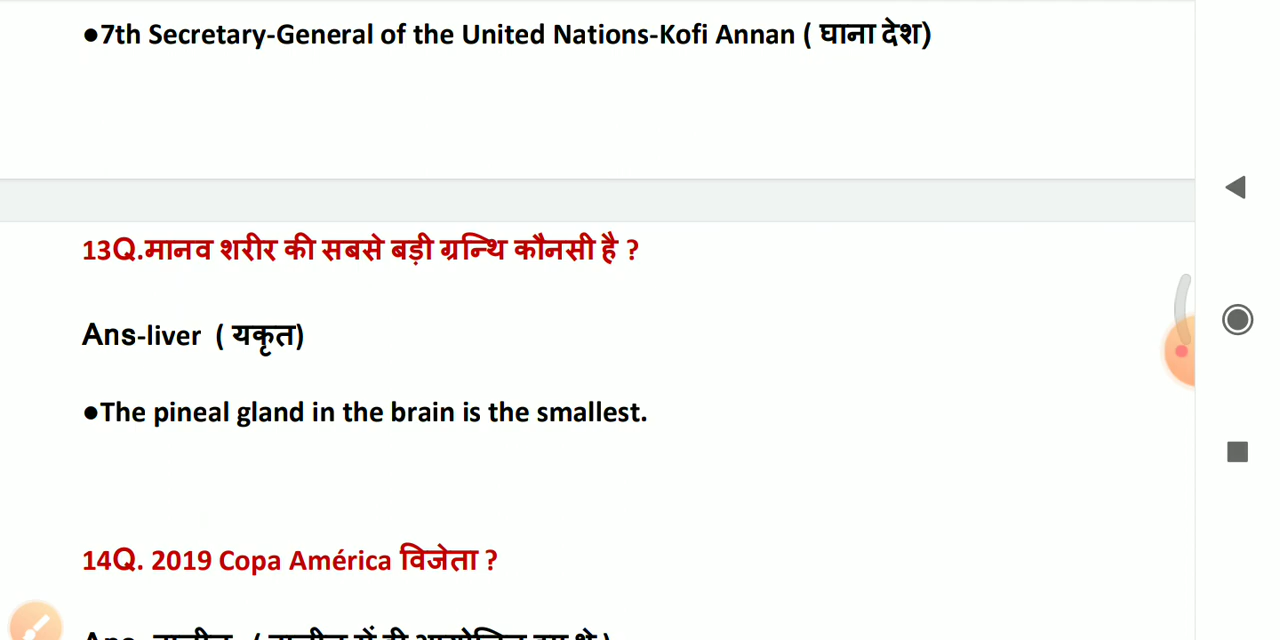 ●7th Secretary-General of the United Nations-Kofi Annan ( घाना देश)
13Q.मानव शरीर की सबसे बड़ी ग्रन्थि कौनसी है ?
Ans-liver ( यकृत)
●The pineal gland in the brain is the smallest.
14Q. 2019 Copa América विजेता ?